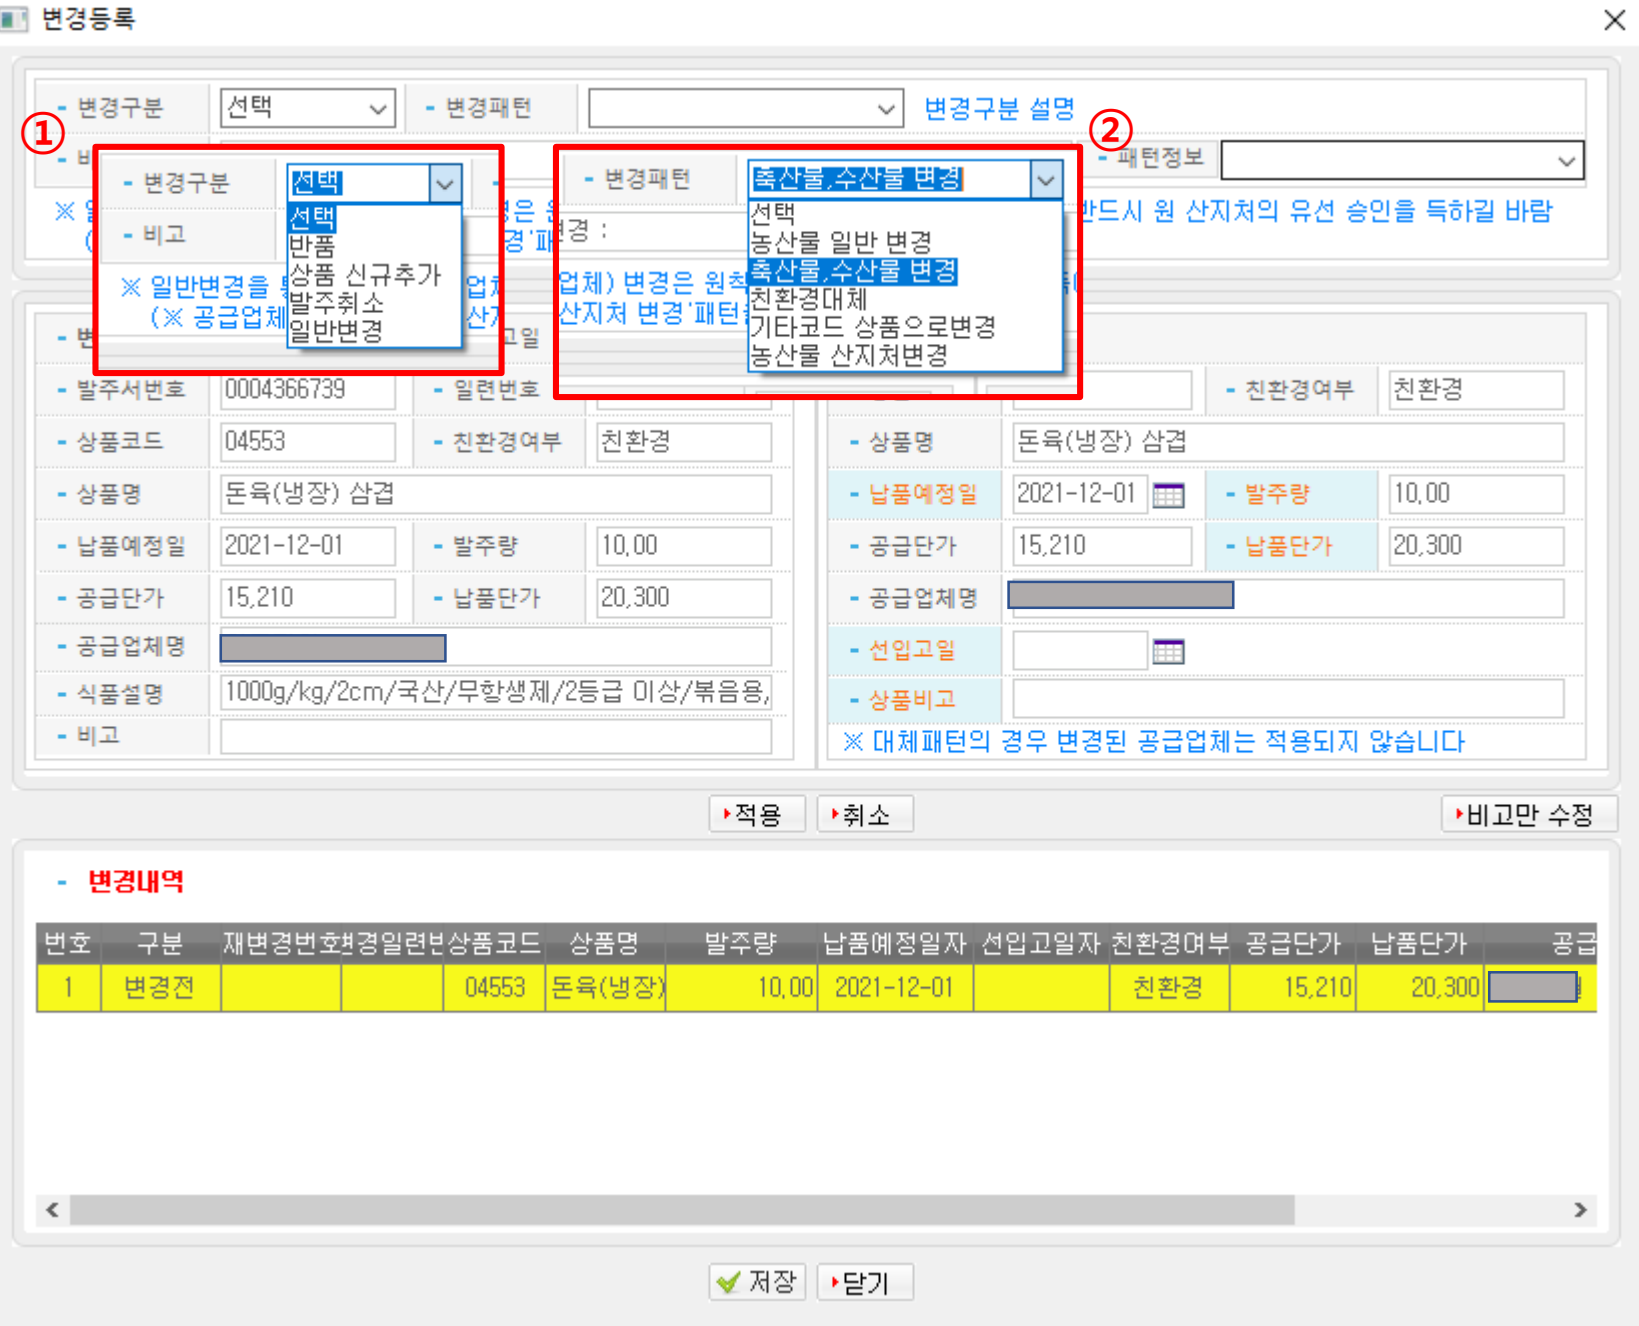 변경등록
- 변경구분 선택 - 변경패턴 변경구분 설명
① ②
- 패턴정보
- 변경구분 선택
선택
반품
상품 신규추가
발주취소
일반변경
- 비고
※ 일반변경을
(※ 공급업체
- 변경패턴 축산물,수산물 변경
선택
농산물 일반 변경
축산물,수산물 변경
친환경대체
기타코드 상품으로변경
농산물 산지처변경
변경 :
업체) 변경은 원칙
산지처 변경'패턴을
반드시 원 산지처의 유선 승인을 득하길 바람
고일
- 발주서번호 0004366739 - 일련번호
- 상품코드 04553 - 친환경여부 친환경
- 상품명 돈육(냉장) 삼겹
- 납품예정일 2021-12-01 - 발주량 10,00
- 공급단가 15,210 - 납품단가 20,300
- 공급업체명
- 식품설명 1000g/kg/2cm/국산/무항생제/2등급 이상/볶음용,
- 비고
- 친환경여부 친환경
- 상품명 돈육(냉장) 삼겹
- 납품예정일 2021-12-01 - 발주량 10,00
- 공급단가 15,210 - 납품단가 20,300
- 공급업체명
- 선입고일
- 상품비고
※ 대체패턴의 경우 변경된 공급업체는 적용되지 않습니다
적용 취소 비고만 수정
- 변경내역
번호 구분 재변경번호 변경일련번 상품코드 상품명 발주량 납품예정일자 선입고일자 친환경여부 공급단가 납품단가 공급
1 변경전 04553 돈육(냉장) 10,00 2021-12-01 친환경 15,210 20,300
저장 닫기